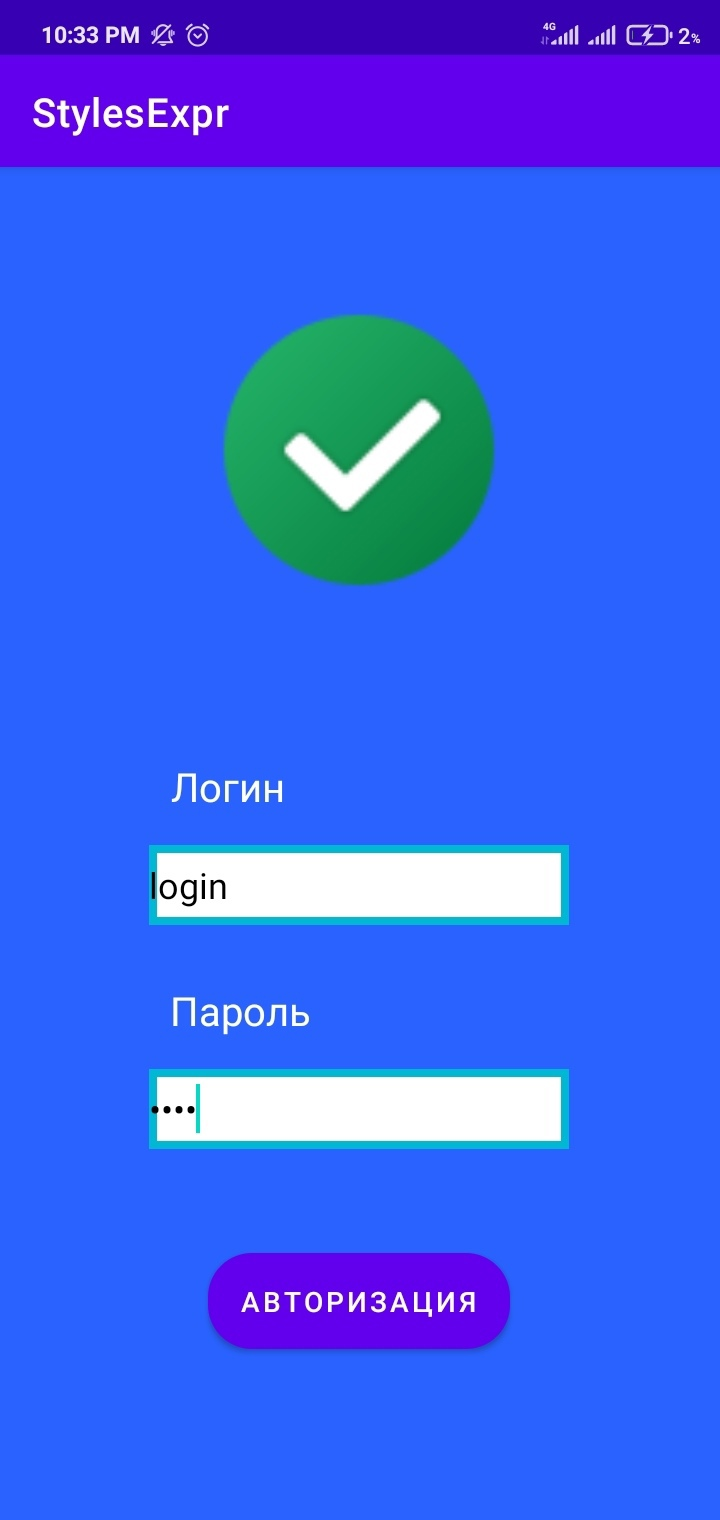 10:33 PM 4G 2%
StylesExpr
Логин
login
Пароль
••••
АВТОРИЗАЦИЯ